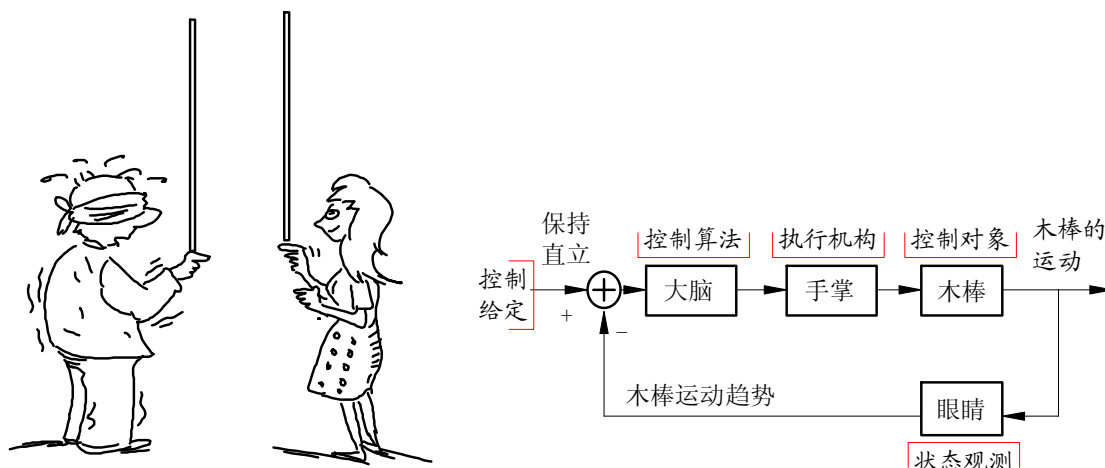 保持
直立
控制
给定
+
−
控制算法
大脑
执行机构
手掌
控制对象
木棒
木棒的
运动
木棒运动趋势
眼睛
状态观测